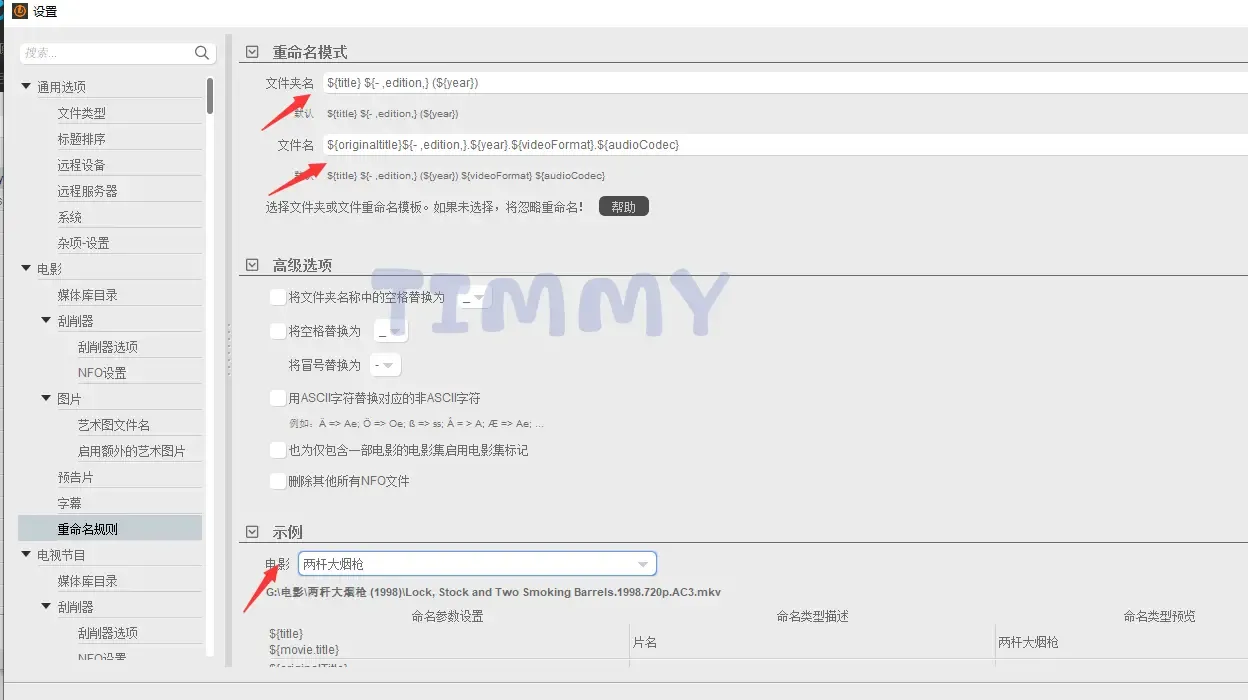 设置
搜索...
通用选项
文件类型
标题排序
远程设备
远程服务器
系统
杂项-设置
电影
媒体库目录
刮削器
刮削器选项
NFO设置
图片
艺术图文件名
启用额外的艺术图片
预告片
字幕
重命名规则
电视节目
媒体库目录
刮削器
刮削器选项
NFO设置
重命名模式
文件夹名 ${title} ${- ,edition,} (${year})
默认 ${title} ${- ,edition,} (${year})
文件名 ${originaltitle}${- ,edition,}.${year}.${videoFormat}.${audioCodec}
默认 ${title} ${- ,edition,} (${year}) ${videoFormat} ${audioCodec}
选择文件夹或文件重命名模板。如果未选择，将忽略重命名! 帮助
高级选项
TIMMY
将文件夹名称中的空格替换为 _
将空格替换为 _
将冒号替换为 -
用ASCII字符替换对应的非ASCII字符
例如: Ä => Ae; Ö => Oe; ß => ss; Å = > A; Æ => Ae; ...
也为仅包含一部电影的电影集启用电影集标记
删除其他所有NFO文件
示例
电影 两杆大烟枪
G:\电影\两杆大烟枪 (1998)\Lock, Stock and Two Smoking Barrels.1998.720p.AC3.mkv
命名参数设置 命名类型描述 命名类型预览
${title}
${movie.title}
片名 两杆大烟枪
${originalTitle}